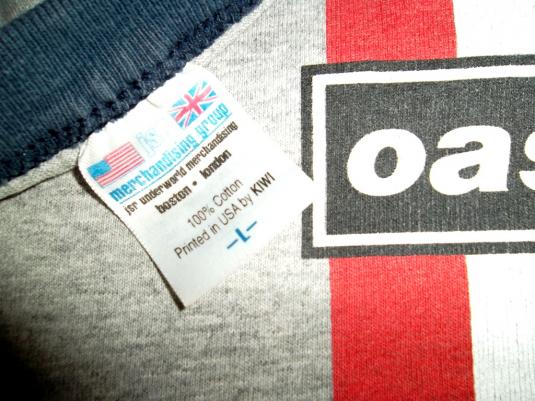 merchandising group
jsr underworld merchandising
boston • london
100% Cotton
Printed in USA by KIWI
-L-
oas